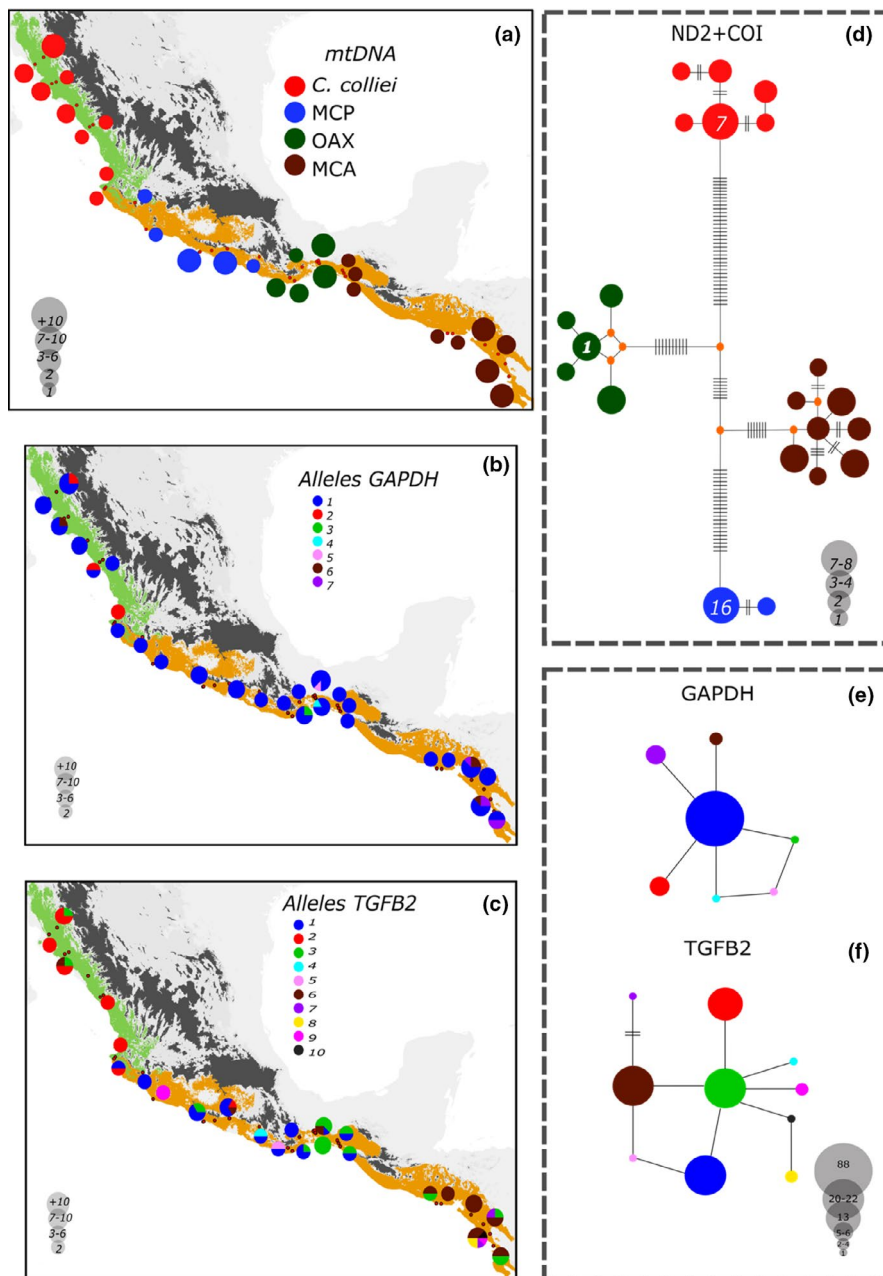 (a)
mtDNA
C. colliei
MCP
OAX
MCA
+10
7-10
3-6
2
1
(b)
Alleles GAPDH
1
2
3
4
5
6
7
+10
7-10
3-6
2
(c)
Alleles TGFB2
1
2
3
4
5
6
7
8
9
10
+10
7-10
3-6
2
ND2+COI
(d)
7
1
16
7-8
3-4
2
1
GAPDH
(e)
TGFB2
(f)
88
20-22
13
5-6
2-4
1